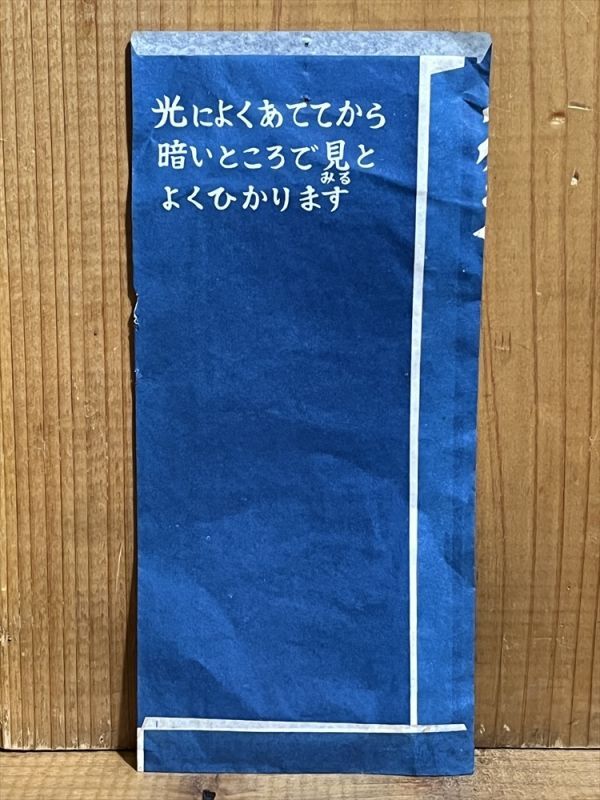 光によくあててから
暗いところで見と
みる
よくひかります